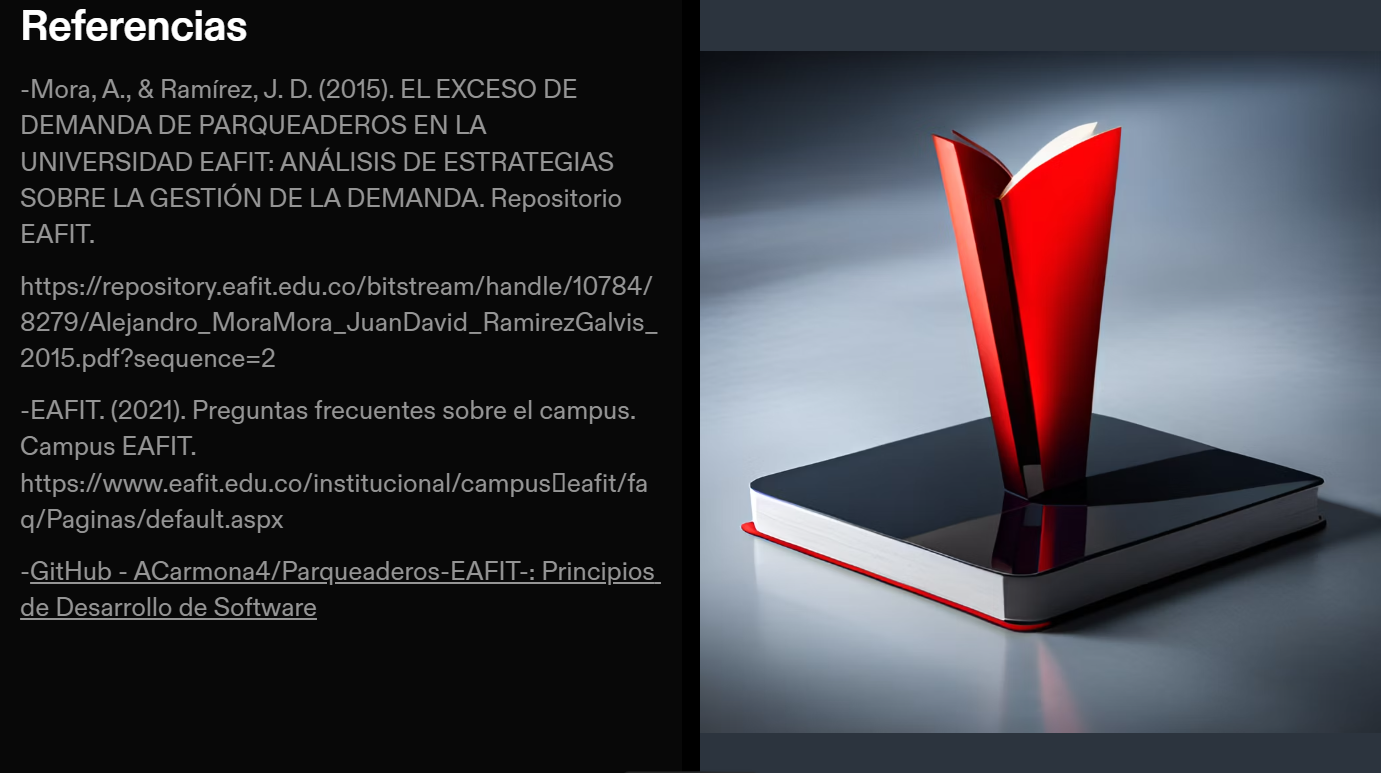 Referencias
-Mora, A., & Ramírez, J. D. (2015). EL EXCESO DE
DEMANDA DE PARQUEADEROS EN LA
UNIVERSIDAD EAFIT: ANÁLISIS DE ESTRATEGIAS
SOBRE LA GESTIÓN DE LA DEMANDA. Repositorio
EAFIT.
https://repository.eafit.edu.co/bitstream/handle/10784/
8279/Alejandro_MoraMora_JuanDavid_RamirezGalvis_
2015.pdf?sequence=2
-EAFIT. (2021). Preguntas frecuentes sobre el campus.
Campus EAFIT.
https://www.eafit.edu.co/institucional/campus▯eafit/fa
q/Paginas/default.aspx
-GitHub - ACarmona4/Parqueaderos-EAFIT-: Principios
de Desarrollo de Software